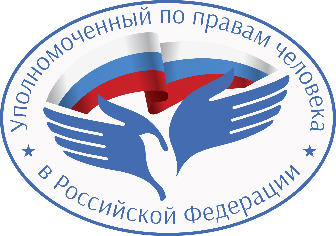 Уполномоченный по правам человека
в Российской Федерации